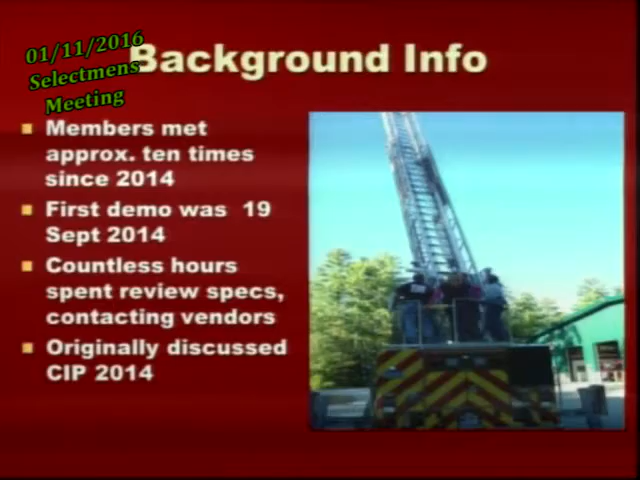 01/11/2016
Selectmens
Meeting
Background Info
Members met
approx. ten times
since 2014
First demo was 19
Sept 2014
Countless hours
spent review specs,
contacting vendors
Originally discussed
CIP 2014